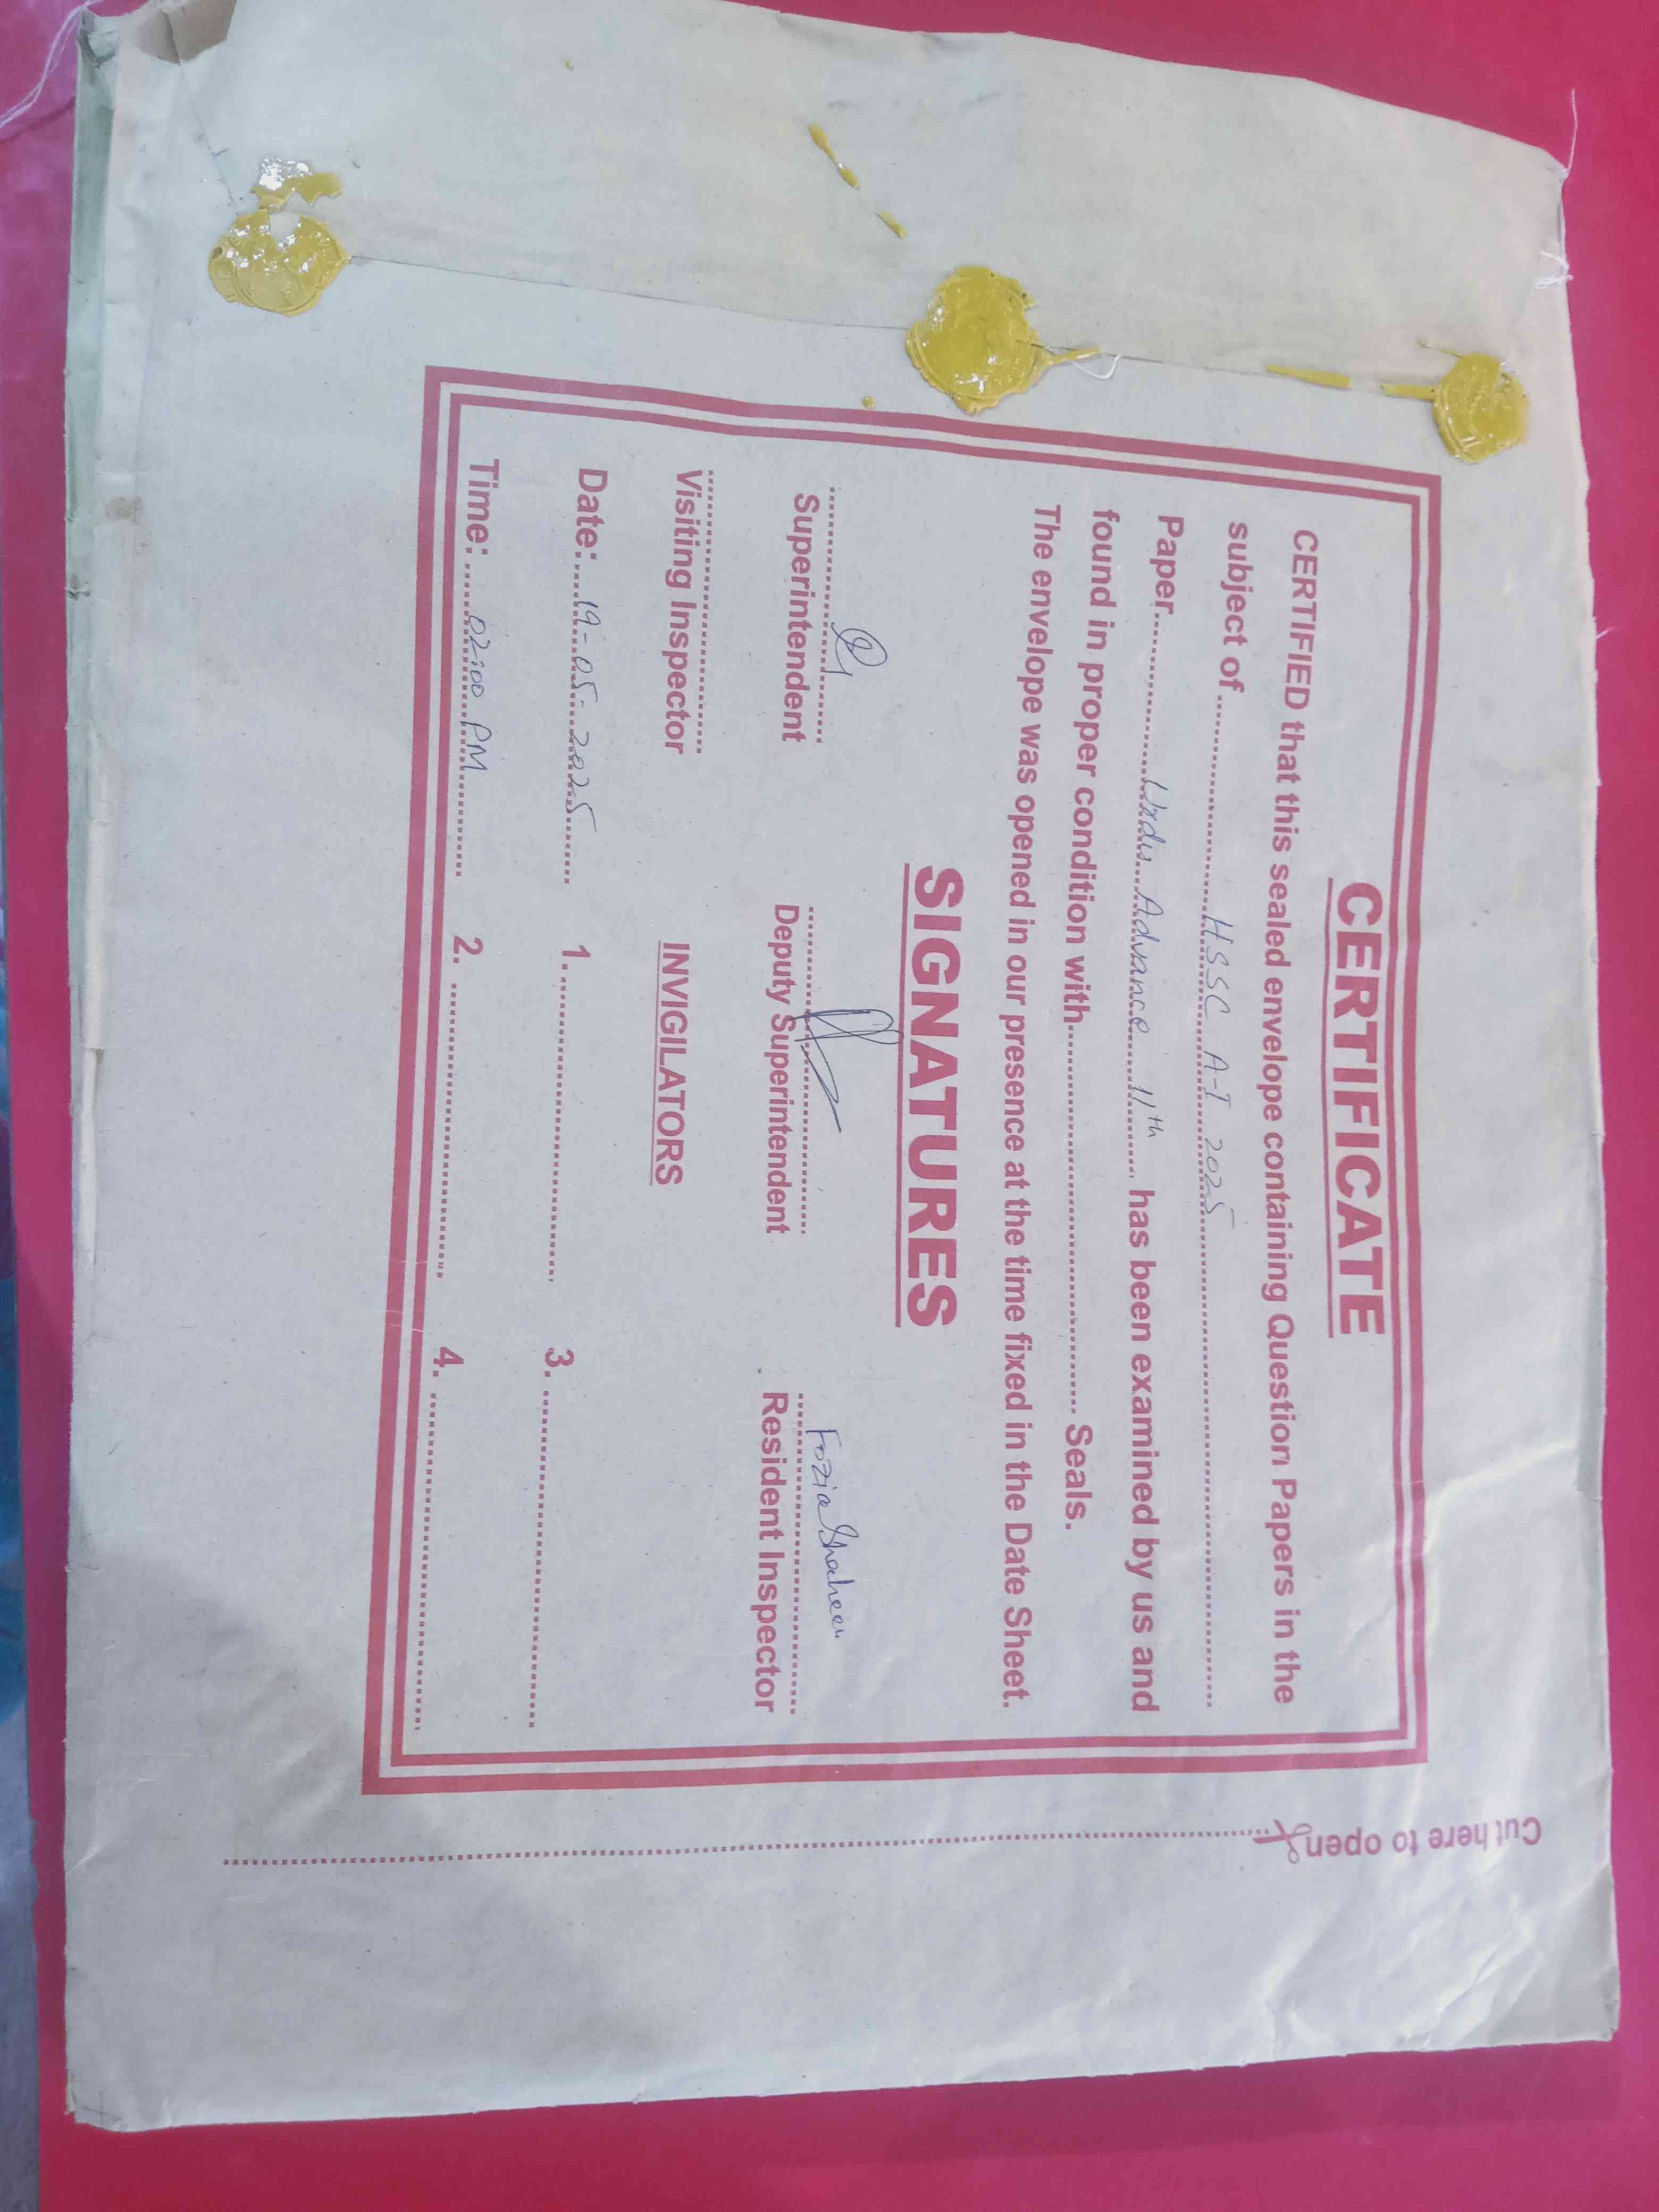 CERTIFICATE
CERTIFIED that this sealed envelope containing Question Papers in the
subject of HSSC A-I 2025
Paper Urdu Advance 11th has been examined by us and
found in proper condition with Seals.
The envelope was opened in our presence at the time fixed in the Date Sheet.
SIGNATURES
Fozia Shaheen
Superintendent Deputy Superintendent Resident Inspector
Visiting Inspector INVIGILATORS
Date: 19-05-2025 1. 3.
Time: 02:00 PM 2. 4.
Cut here to open